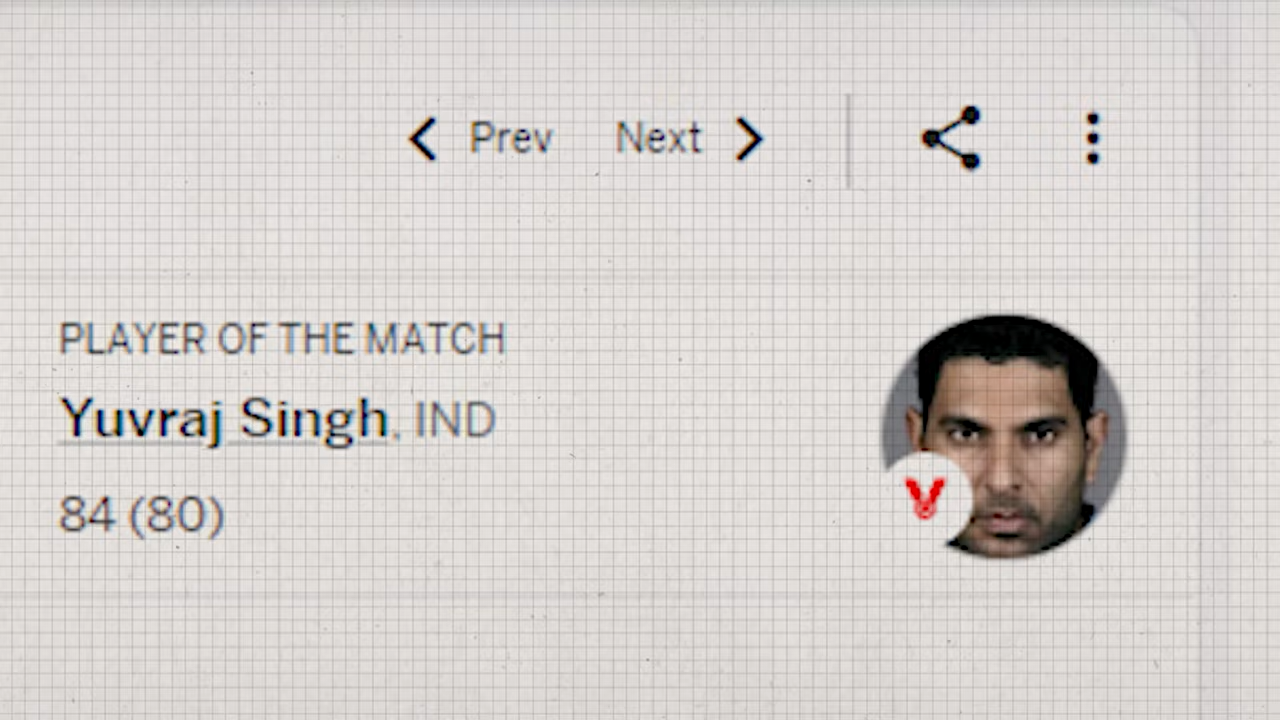 Prev Next
PLAYER OF THE MATCH
Yuvraj Singh, IND
84 (80)